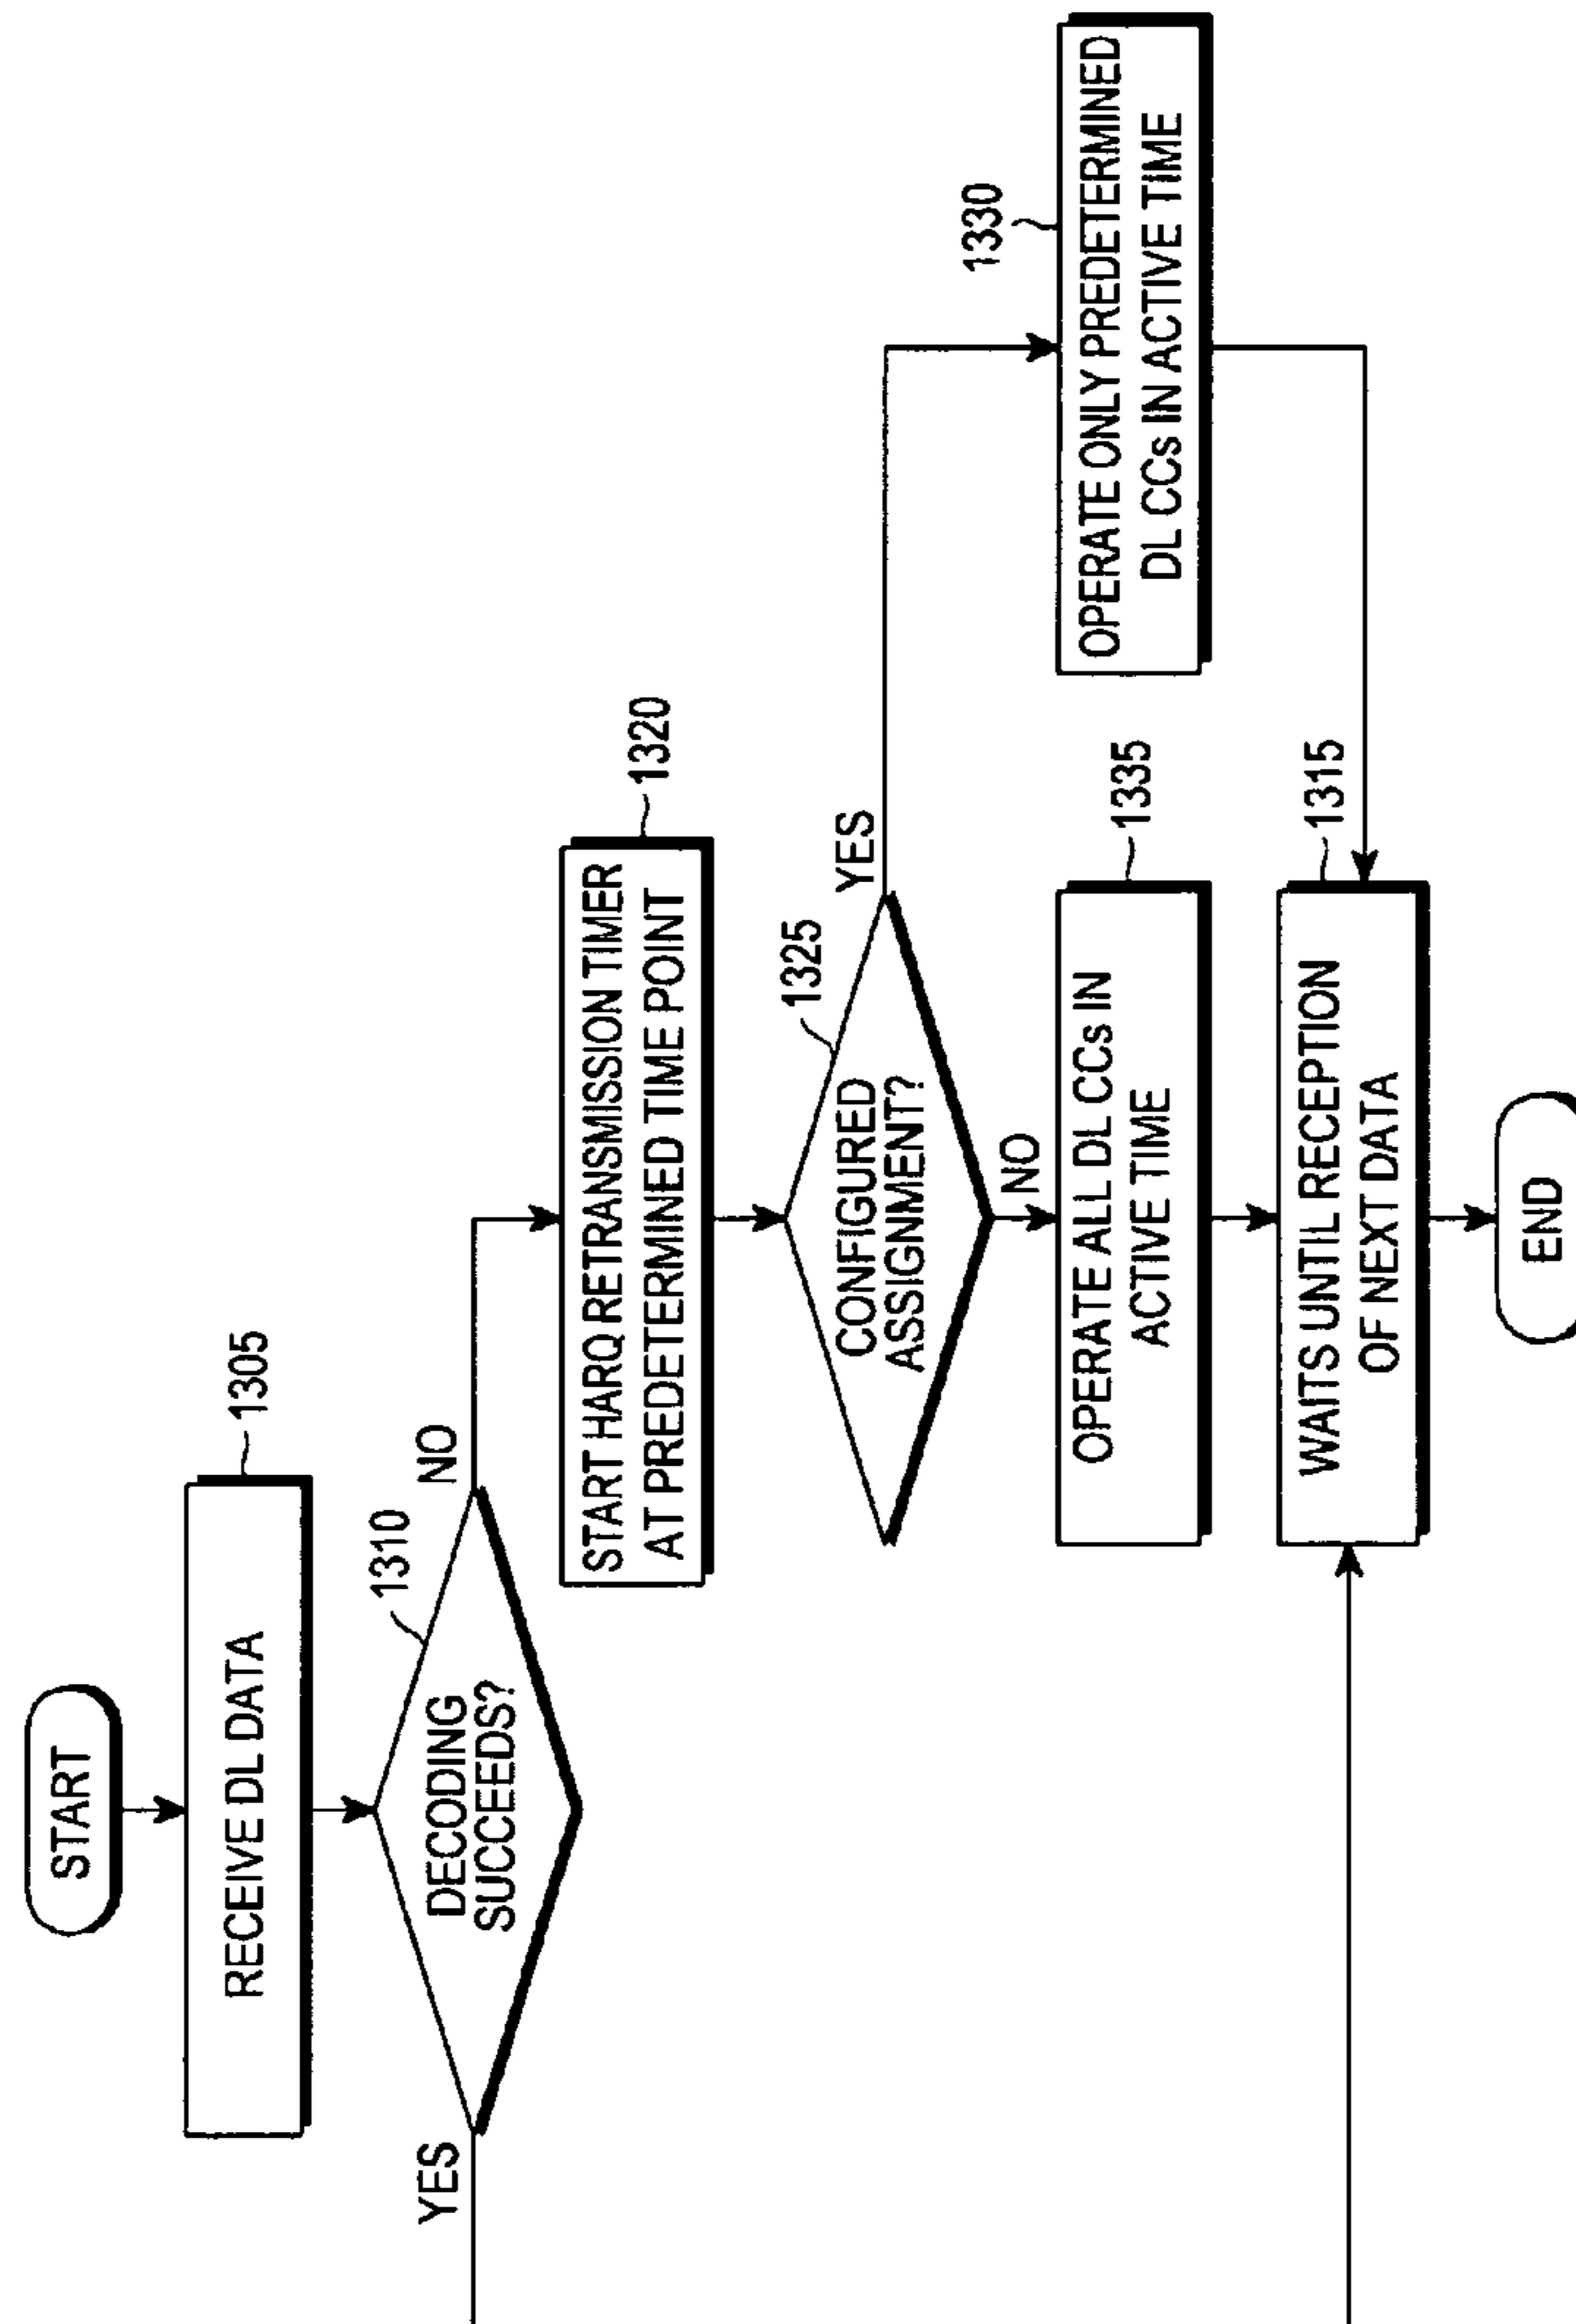 START
RECEIVE DL DATA
1305
DECODING
SUCCEEDS?
1310
YES
NO
START HARQ RETRANSMISSION TIMER
AT PREDETERMINED TIME POINT
1320
CONFIGURED
ASSIGNMENT?
1325
YES
NO
OPERATE ONLY PREDETERMINED
DL CCs IN ACTIVE TIME
1330
OPERATE ALL DL CCs IN
ACTIVE TIME
1335
WAITS UNTIL RECEPTION
OF NEXT DATA
1315
END